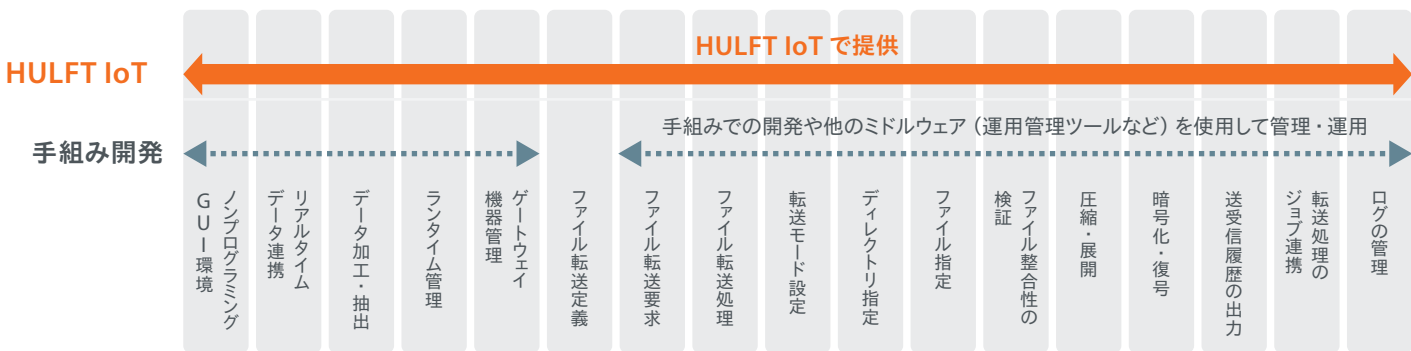 HULFT IoT で提供
HULFT IoT
手組みでの開発や他のミドルウェア（運用管理ツールなど）を使用して管理・運用
手組み開発
ノンプログラミング
GUI環境
リアルタイム
データ連携
データ加工・抽出
ランタイム管理
ゲートウェイ
機器管理
ファイル転送定義
ファイル転送要求
ファイル転送処理
転送モード設定
ディレクトリ指定
ファイル指定
ファイル整合性の
検証
圧縮・展開
暗号化・復号
送受信履歴の出力
転送処理の
ジョブ連携
ログの管理